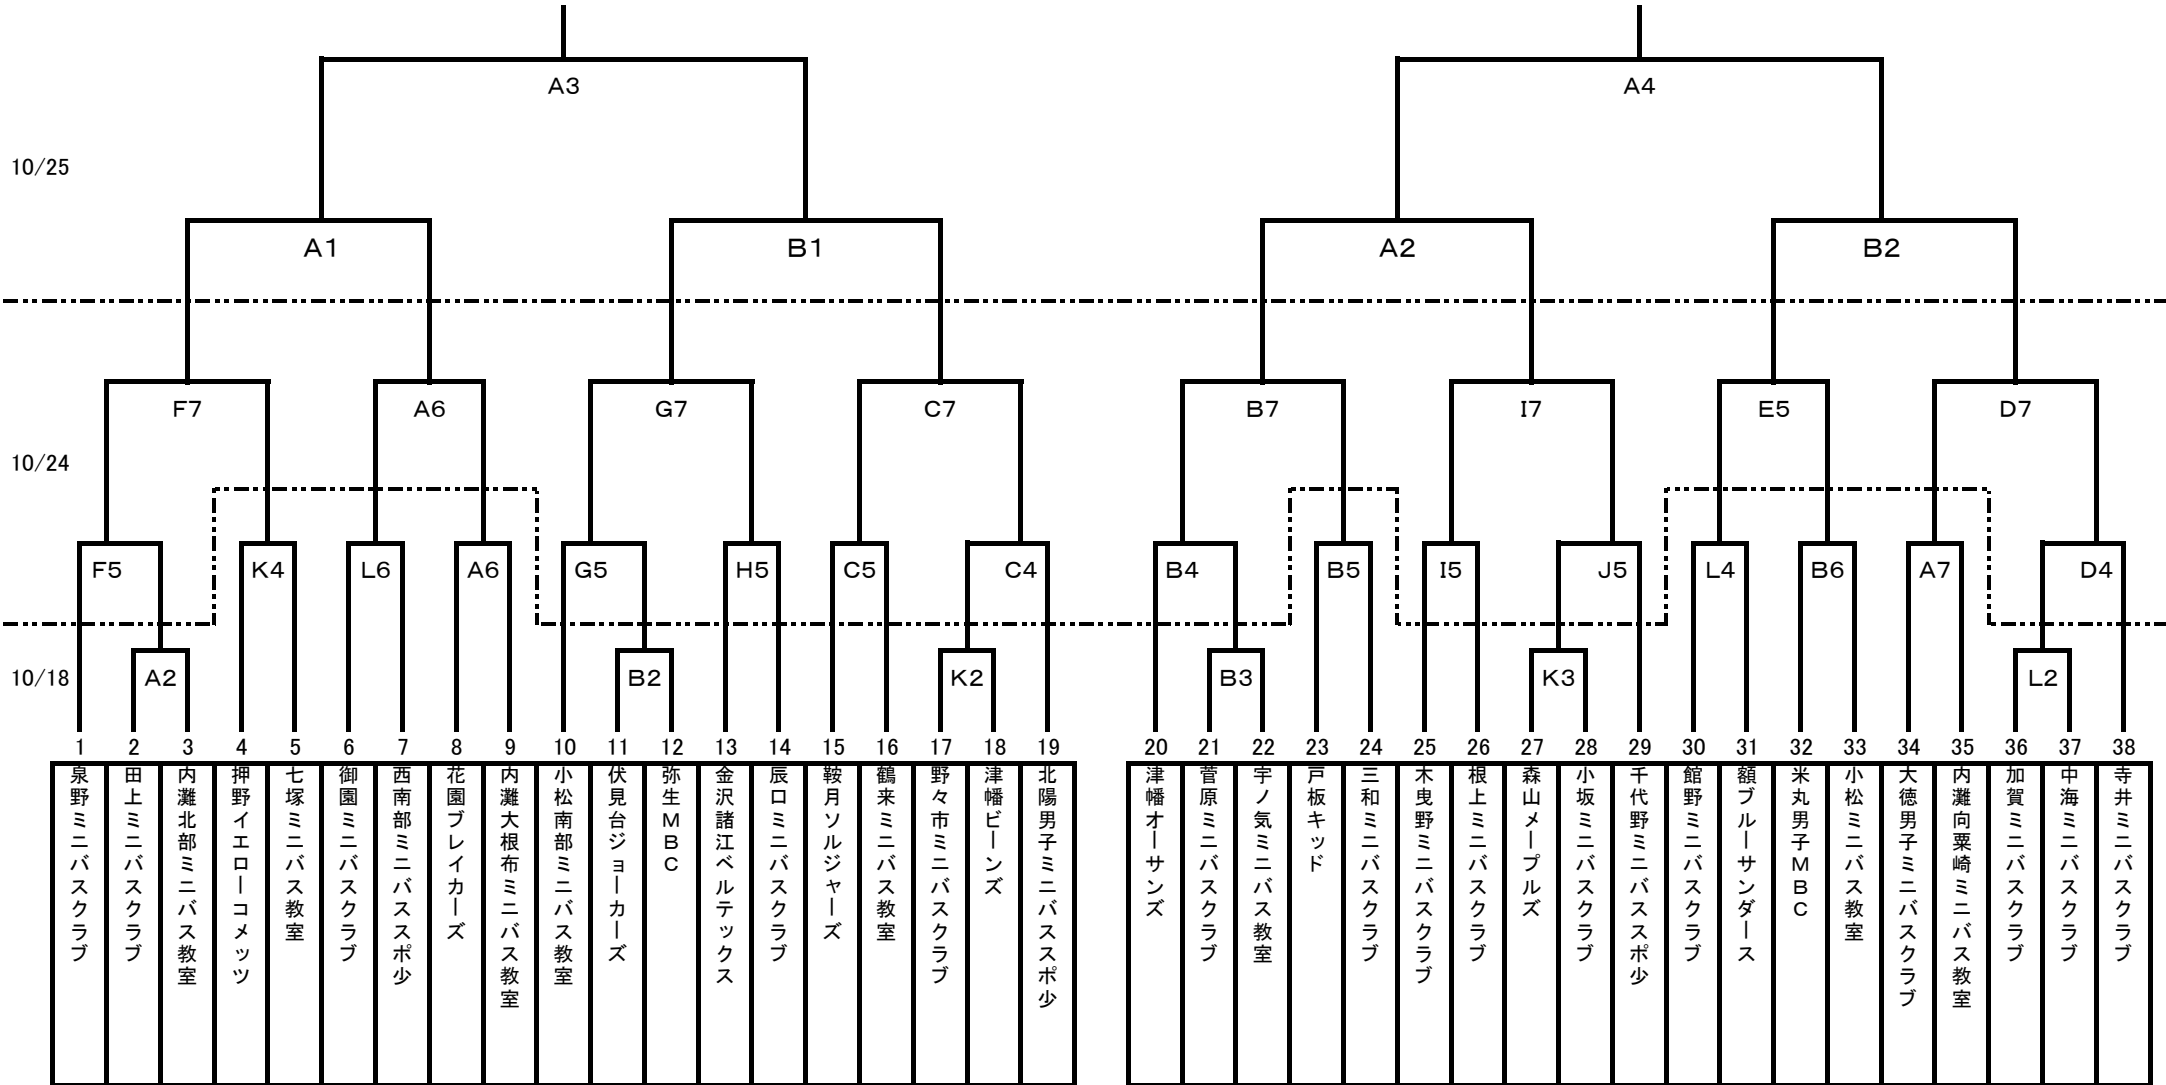 A3
A4
10/25
A1
B1
A2
B2
F7
A6
G7
C7
B7
I7
E5
D7
10/24
F5
K4
L6
A6
G5
H5
C5
C4
B4
B5
I5
J5
L4
B6
A7
D4
10/18
A2
B2
K2
B3
K3
L2
1
2
3
4
5
6
7
8
9
10
11
12
13
14
15
16
17
18
19
20
21
22
23
24
25
26
27
28
29
30
31
32
33
34
35
36
37
38
泉野ミニバスクラブ
田上ミニバスクラブ
内灘北部ミニバス教室
押野イエローコメッツ
七塚ミニバス教室
御園ミニバスクラブ
西南部ミニバススポ少
花園ブレイカーズ
内灘大根布ミニバス教室
小松南部ミニバス教室
伏見台ジョーカーズ
弥生MBC
金沢諸江ベルテックス
辰口ミニバスクラブ
鞍月ソルジャーズ
鶴来ミニバス教室
野々市ミニバスクラブ
津幡ビーンズ
北陽男子ミニバススポ少
津幡オーサンズ
菅原ミニバスクラブ
宇ノ気ミニバス教室
戸板キッド
三和ミニバスクラブ
木曳野ミニバスクラブ
根上ミニバスクラブ
森山メープルズ
小坂ミニバスクラブ
千代野ミニバススポ少
館野ミニバスクラブ
額ブルーサンダース
米丸男子MBC
小松ミニバス教室
大徳男子ミニバスクラブ
内灘向粟崎ミニバス教室
加賀ミニバスクラブ
中海ミニバスクラブ
寺井ミニバスクラブ